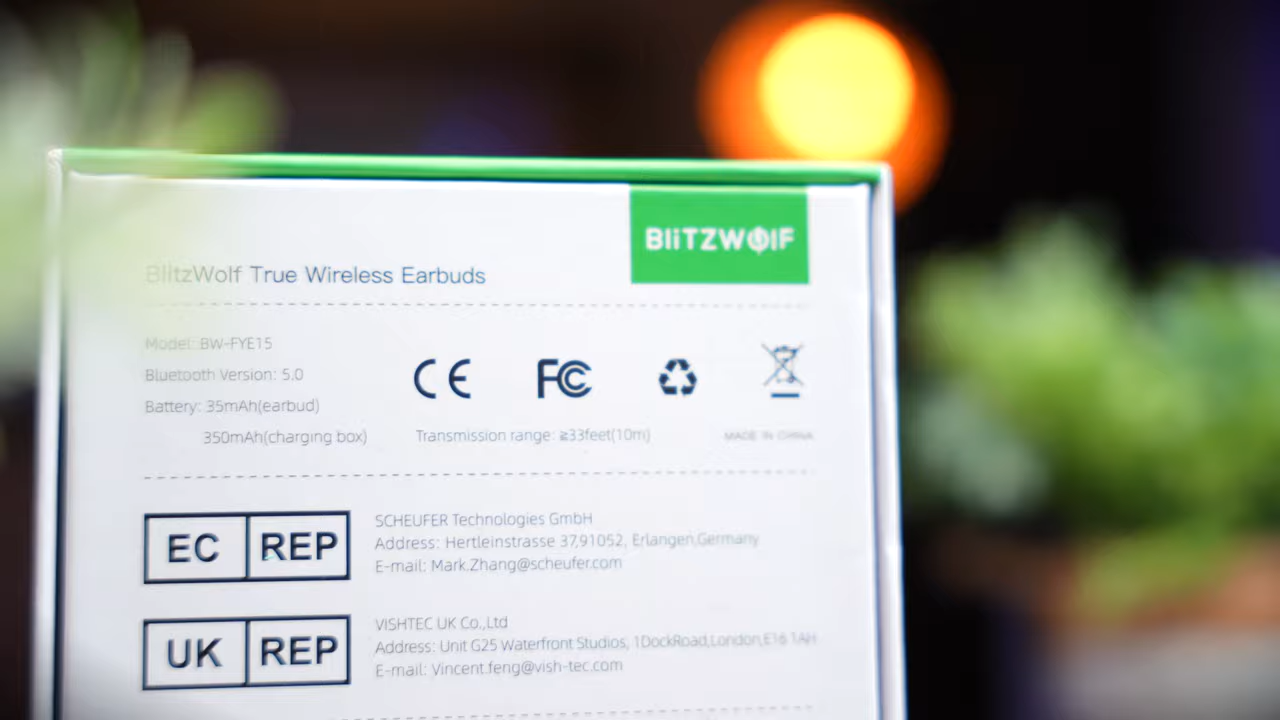 BLiTZWOLF
BlitzWolf True Wireless Earbuds
Model: BW-FYE15
Bluetooth Version: 5.0
Battery: 35mAh(earbud)
350mAh(charging box)
CE
FC
Transmission range: ≥33feet(10m)
MADE IN CHINA
EC REP
SCHEUFER Technologies GmbH
Address: Hertleinstrasse 37,91052, Erlangen,Germany
E-mail: Mark.Zhang@scheufer.com
UK REP
VISHTEC UK Co.,Ltd
Address: Unit G25 Waterfront Studios, 1DockRoad,London,E16 1AH
E-mail: Vincent.feng@vish-tec.com